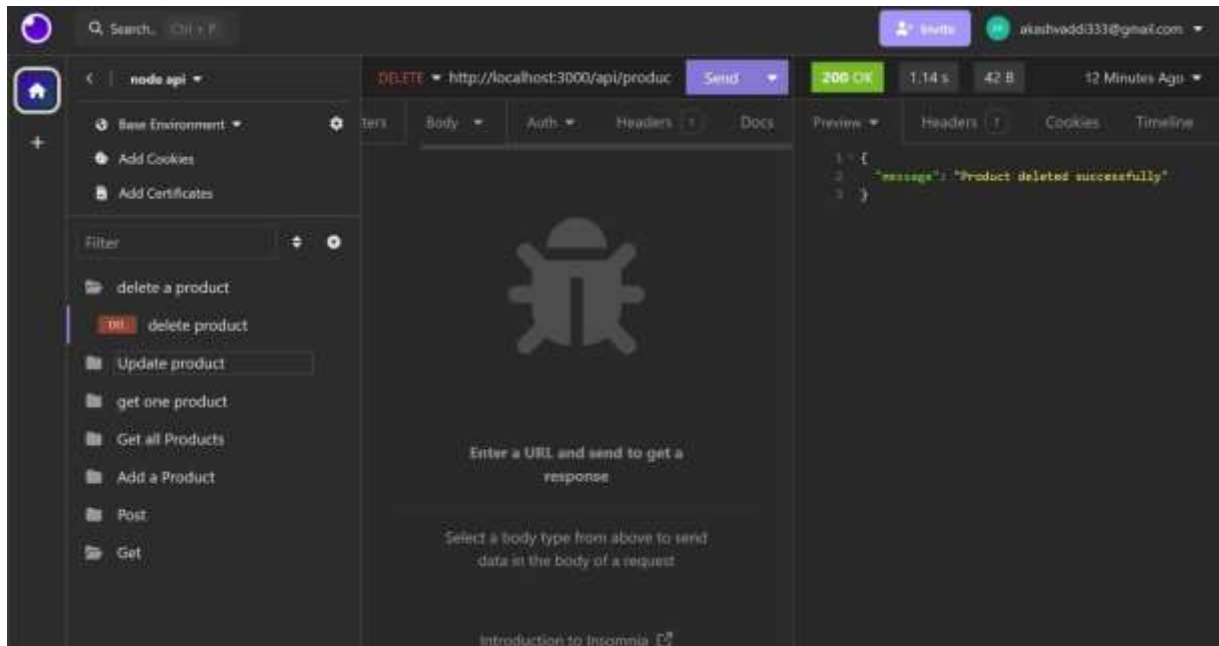 Search.. Ctrl + P
Invite
akashvaddi333@gmail.com
node api
DELETE http://localhost:3000/api/produc Send
200 OK 1.14 s 42 B 12 Minutes Ago
Base Environment
Body Auth Headers 1 Docs
Preview Headers 7 Cookies Timeline
Add Cookies
Add Certificates
1 {
2 "message": "Product deleted successfully"
3 }
Filter
delete a product
DEL delete product
Update product
get one product
Get all Products
Add a Product
Post
Get
Enter a URL and send to get a
response
Select a body type from above to send
data in the body of a request
Introduction to Insomnia